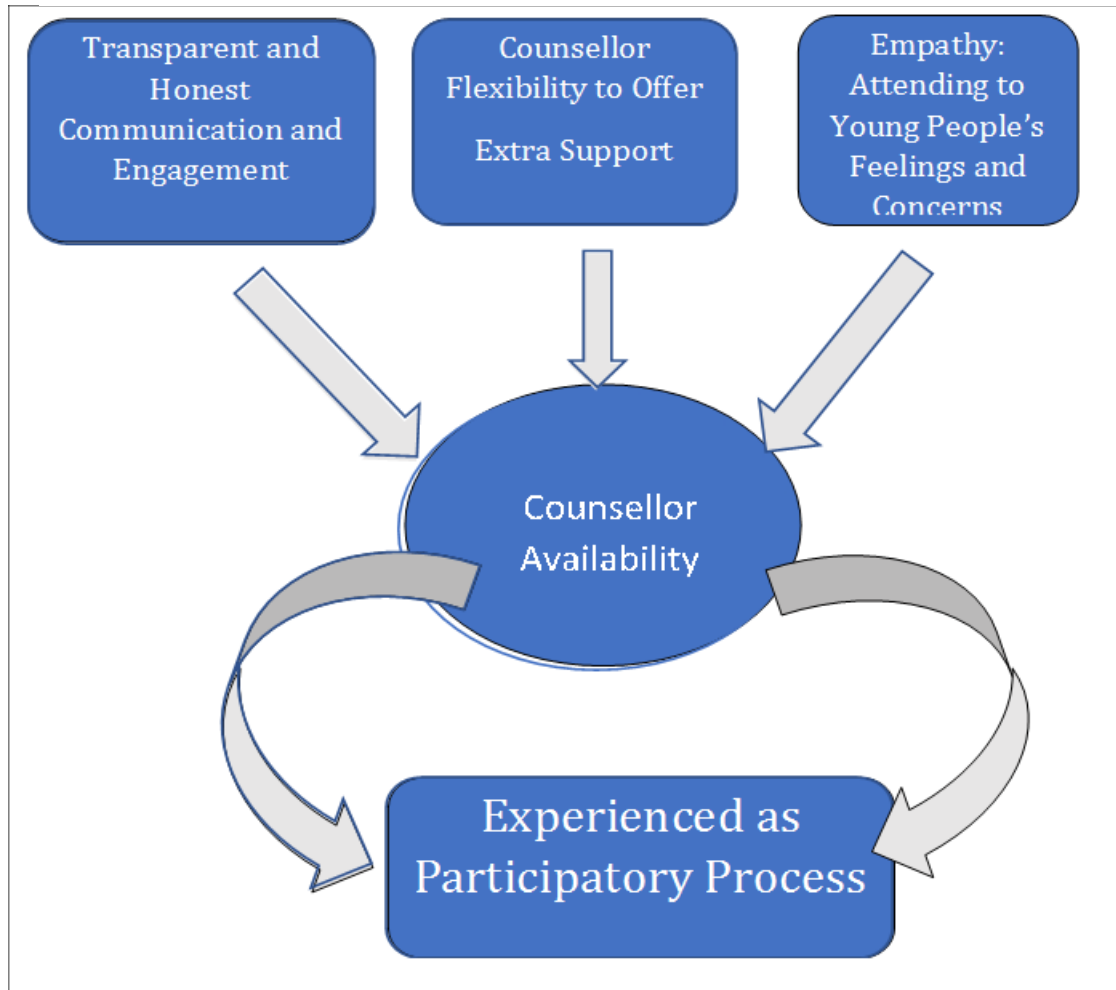 Transparent and
Honest
Communication and
Engagement
Counsellor
Flexibility to Offer
Extra Support
Empathy:
Attending to
Young People’s
Feelings and
Concerns
Counsellor
Availability
Experienced as
Participatory Process